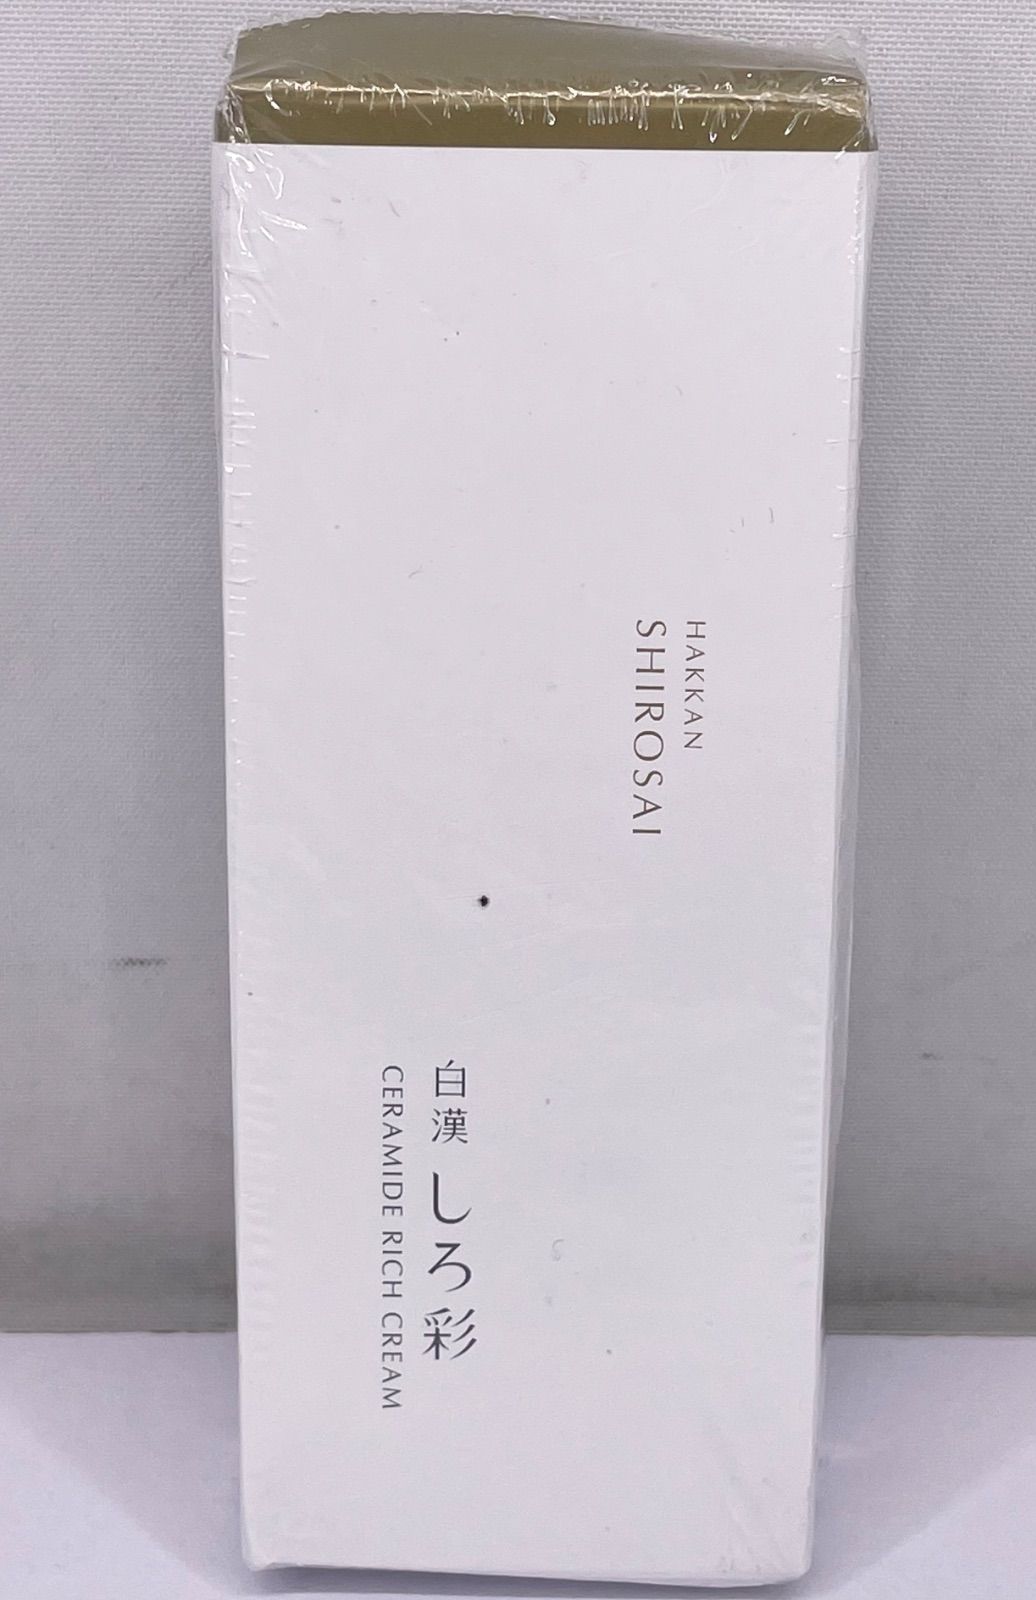 HAKKAN
SHIROSAI
白漢 しろ彩
CERAMIDE RICH CREAM